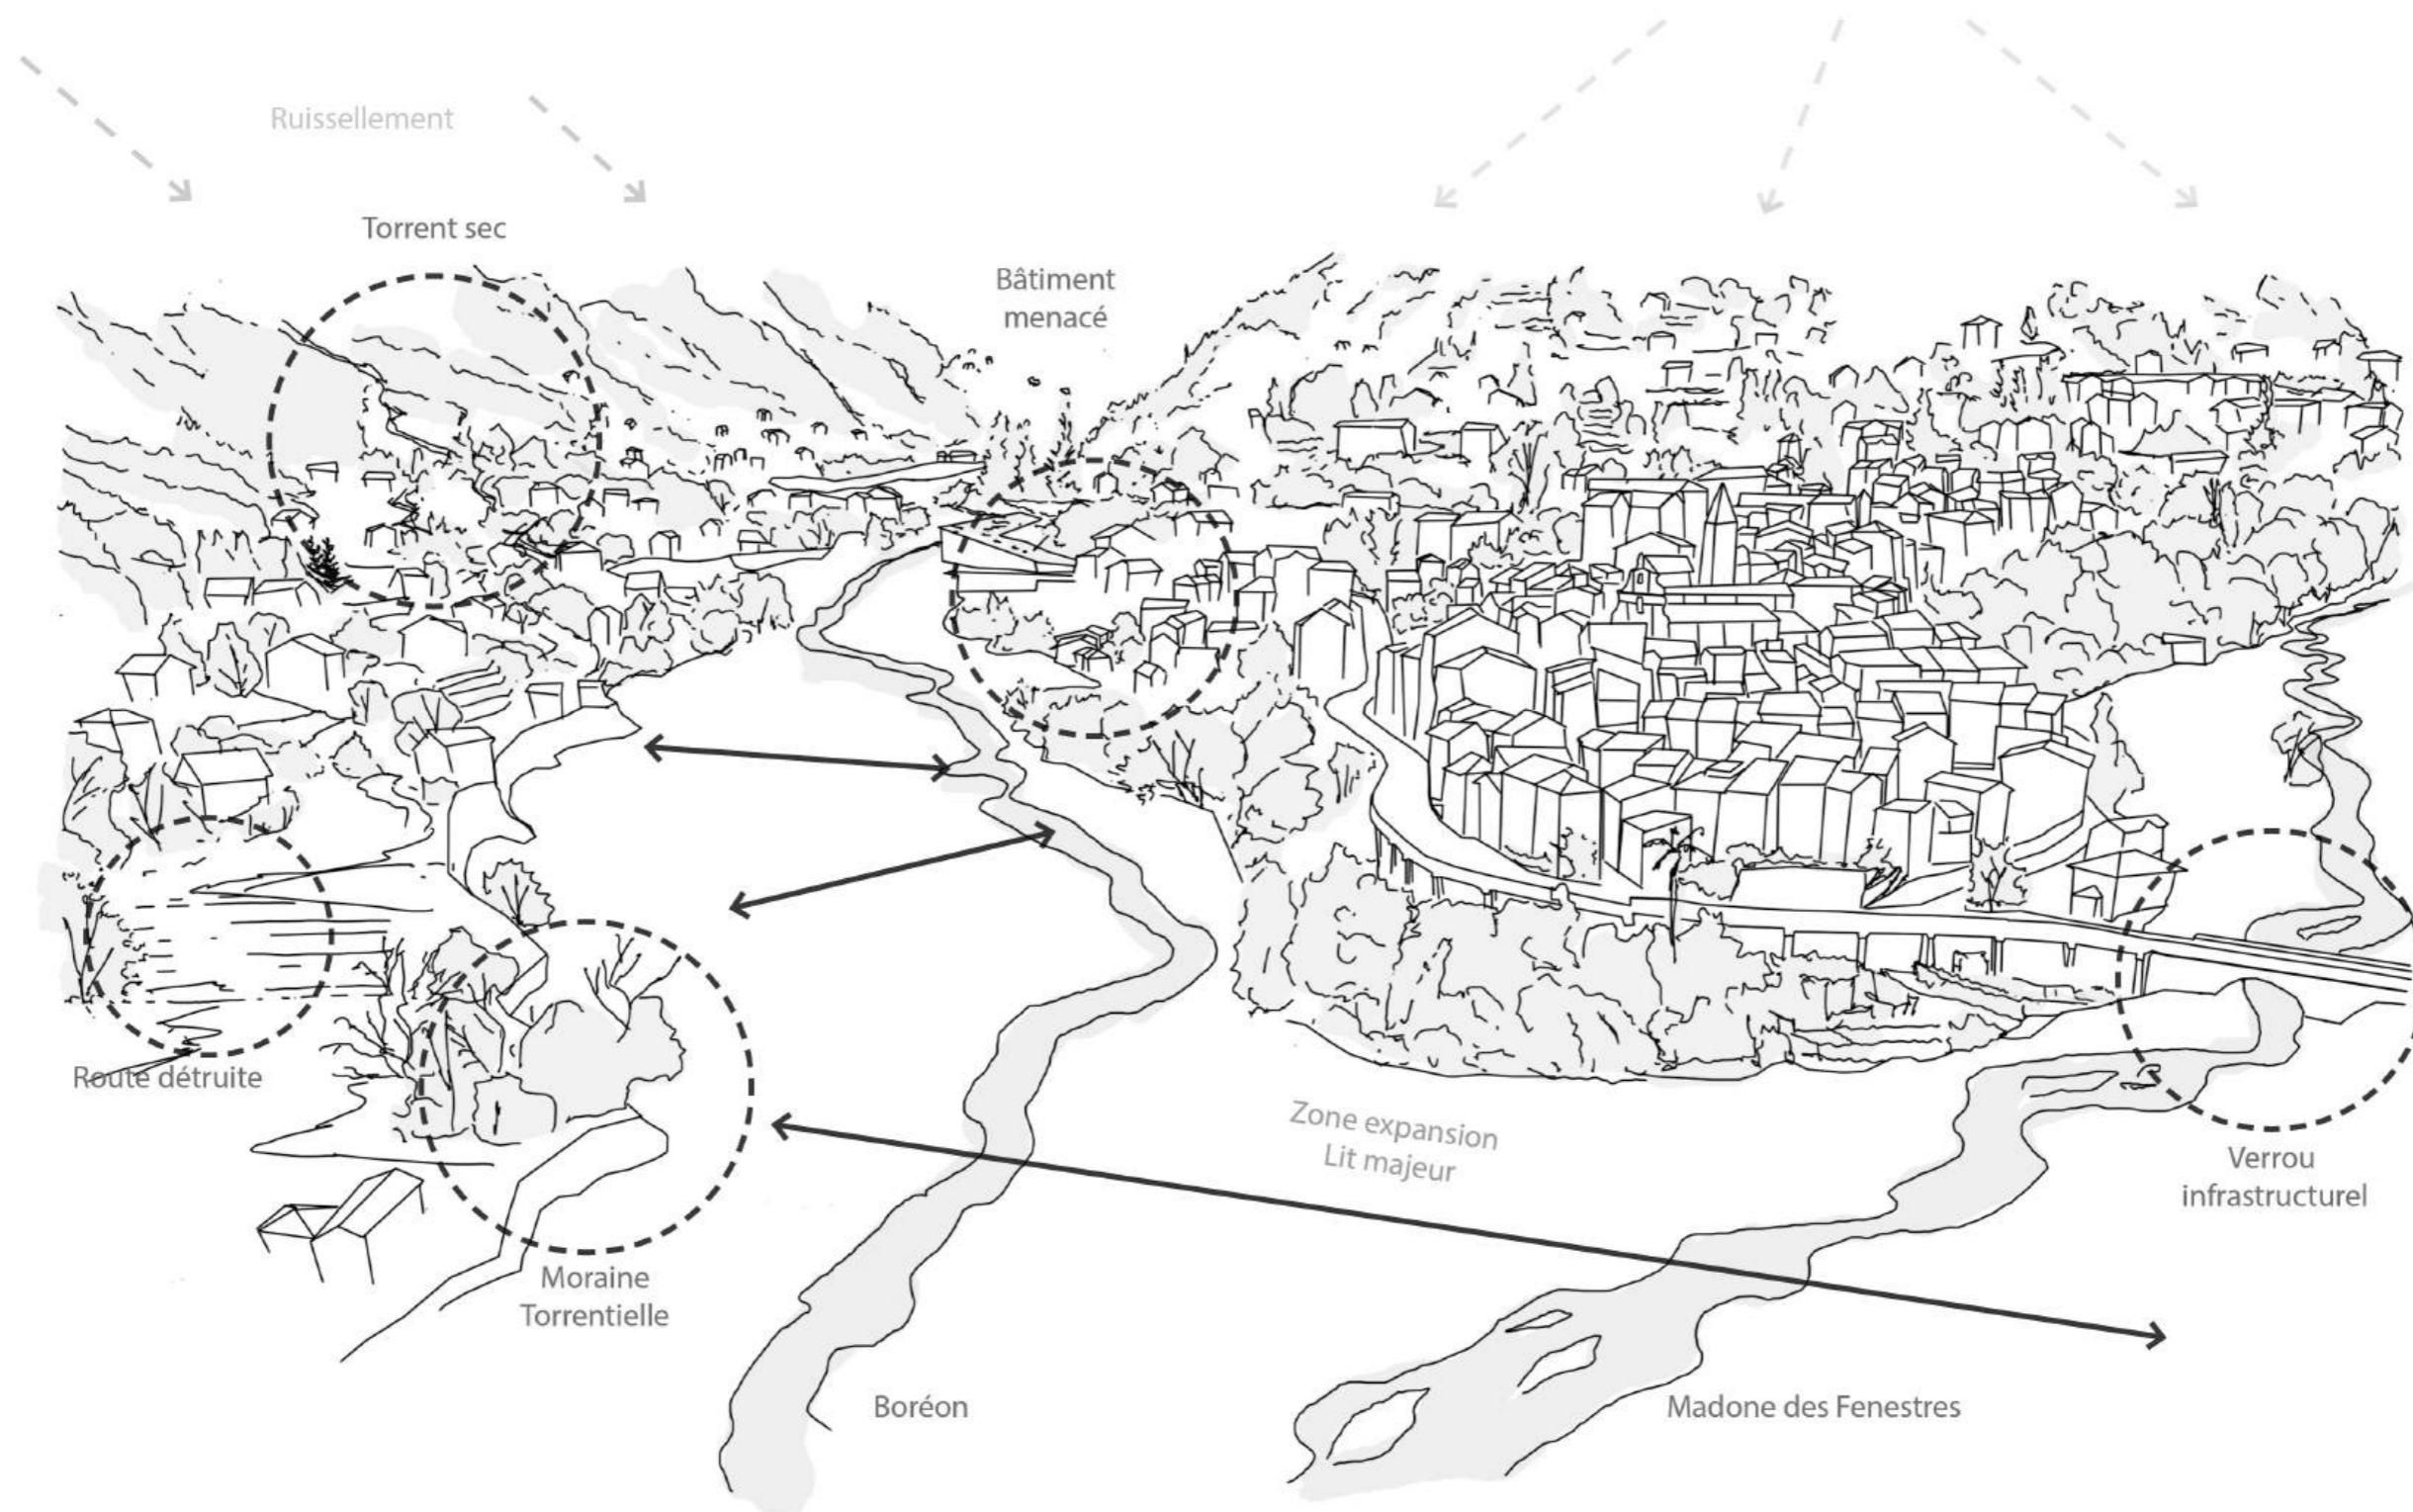 Ruissellement
Torrent sec
Bâtiment
menacé
Route détruite
Zone expansion
Lit majeur
Verrou
infrastructurel
Moraine
Torrentielle
Boréon
Madone des Fenestres